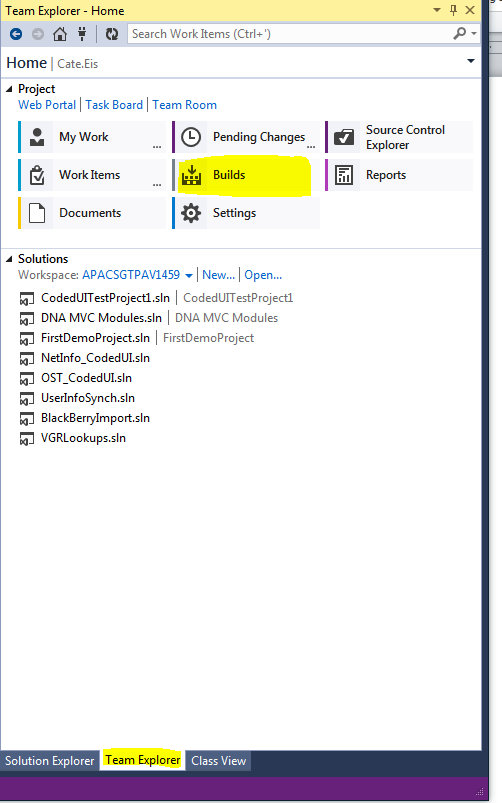 Team Explorer - Home
Search Work Items (Ctrl+')
Home | Cate.Eis
Project
Web Portal | Task Board | Team Room
My Work ... Pending Changes ... Source Control Explorer
Work Items ... Builds Reports
Documents Settings
Solutions
Workspace: APACSGTPAV1459 | New... | Open...
CodedUITestProject1.sln | CodedUITestProject1
DNA MVC Modules.sln | DNA MVC Modules
FirstDemoProject.sln | FirstDemoProject
NetInfo_CodedUI.sln
OST_CodedUI.sln
UserInfoSynch.sln
BlackBerryImport.sln
VGRLookups.sln
Solution Explorer Team Explorer Class View